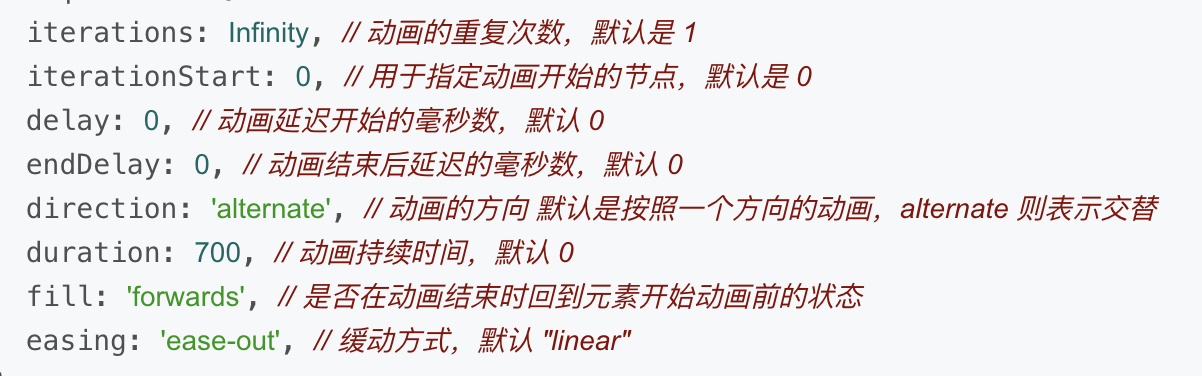 iterations: Infinity, // 动画的重复次数，默认是 1
iterationStart: 0, // 用于指定动画开始的节点，默认是 0
delay: 0, // 动画延迟开始的毫秒数，默认 0
endDelay: 0, // 动画结束后延迟的毫秒数，默认 0
direction: 'alternate', // 动画的方向 默认是按照一个方向的动画，alternate 则表示交替
duration: 700, // 动画持续时间，默认 0
fill: 'forwards', // 是否在动画结束时回到元素开始动画前的状态
easing: 'ease-out', // 缓动方式，默认 "linear"